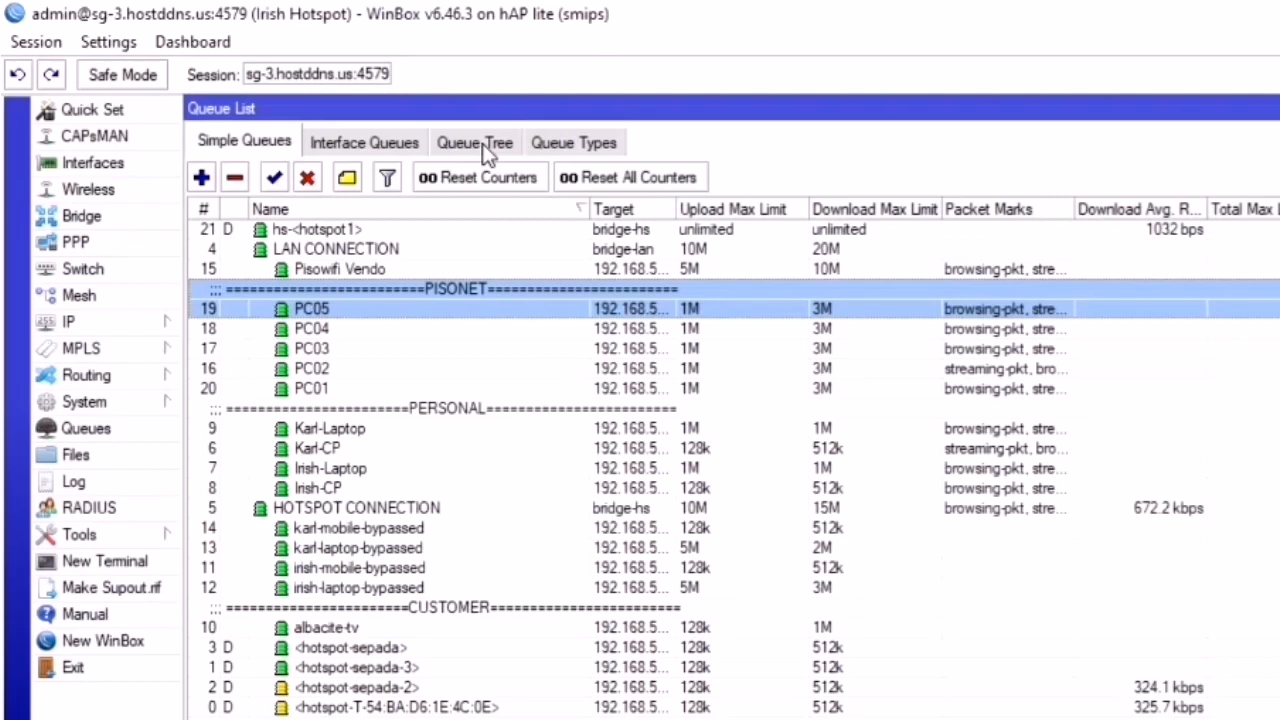 admin@sg-3.hostddns.us:4579 (Irish Hotspot) - WinBox v6.46.3 on hAP lite (smips)
Session Settings Dashboard
Safe Mode Session: sg-3.hostddns.us:4579
Quick Set
CAPsMAN
Interfaces
Wireless
Bridge
PPP
Switch
Mesh
IP
MPLS
Routing
System
Queues
Files
Log
RADIUS
Tools
New Terminal
Make Supout.rif
Manual
New WinBox
Exit
Queue List
Simple Queues Interface Queues Queue Tree Queue Types
00 Reset Counters 00 Reset All Counters
# Name Target Upload Max Limit Download Max Limit Packet Marks Download Avg. R... Total Max L
21 D hs-<hotspot1> bridge-hs unlimited unlimited 1032 bps
4 LAN CONNECTION bridge-lan 10M 20M
15 Pisowifi Vendo 192.168.5... 5M 10M browsing-pkt, stre...
::: =========================PISONET========================
19 PC05 192.168.5... 1M 3M browsing-pkt, stre...
18 PC04 192.168.5... 1M 3M browsing-pkt, stre...
17 PC03 192.168.5... 1M 3M browsing-pkt, stre...
16 PC02 192.168.5... 1M 3M streaming-pkt, bro...
20 PC01 192.168.5... 1M 3M browsing-pkt, stre...
::: =======================PERSONAL========================
9 Karl-Laptop 192.168.5... 1M 1M browsing-pkt, stre...
6 Karl-CP 192.168.5... 128k 512k streaming-pkt, bro...
7 Irish-Laptop 192.168.5... 1M 1M browsing-pkt, stre...
8 Irish-CP 192.168.5... 128k 512k browsing-pkt, stre...
5 HOTSPOT CONNECTION bridge-hs 10M 15M browsing-pkt, stre... 672.2 kbps
14 karl-mobile-bypassed 192.168.5... 128k 512k
13 karl-laptop-bypassed 192.168.5... 5M 2M
11 irish-mobile-bypassed 192.168.5... 128k 512k
12 irish-laptop-bypassed 192.168.5... 5M 3M
::: =======================CUSTOMER========================
10 albacite-tv 192.168.5... 128k 1M
3 D <hotspot-sepada> 192.168.5... 128k 512k
1 D <hotspot-sepada-3> 192.168.5... 128k 512k
2 D <hotspot-sepada-2> 192.168.5... 128k 512k 324.1 kbps
0 D <hotspot-T-54:BA:D6:1E:4C:0E> 192.168.5... 128k 512k 325.7 kbps